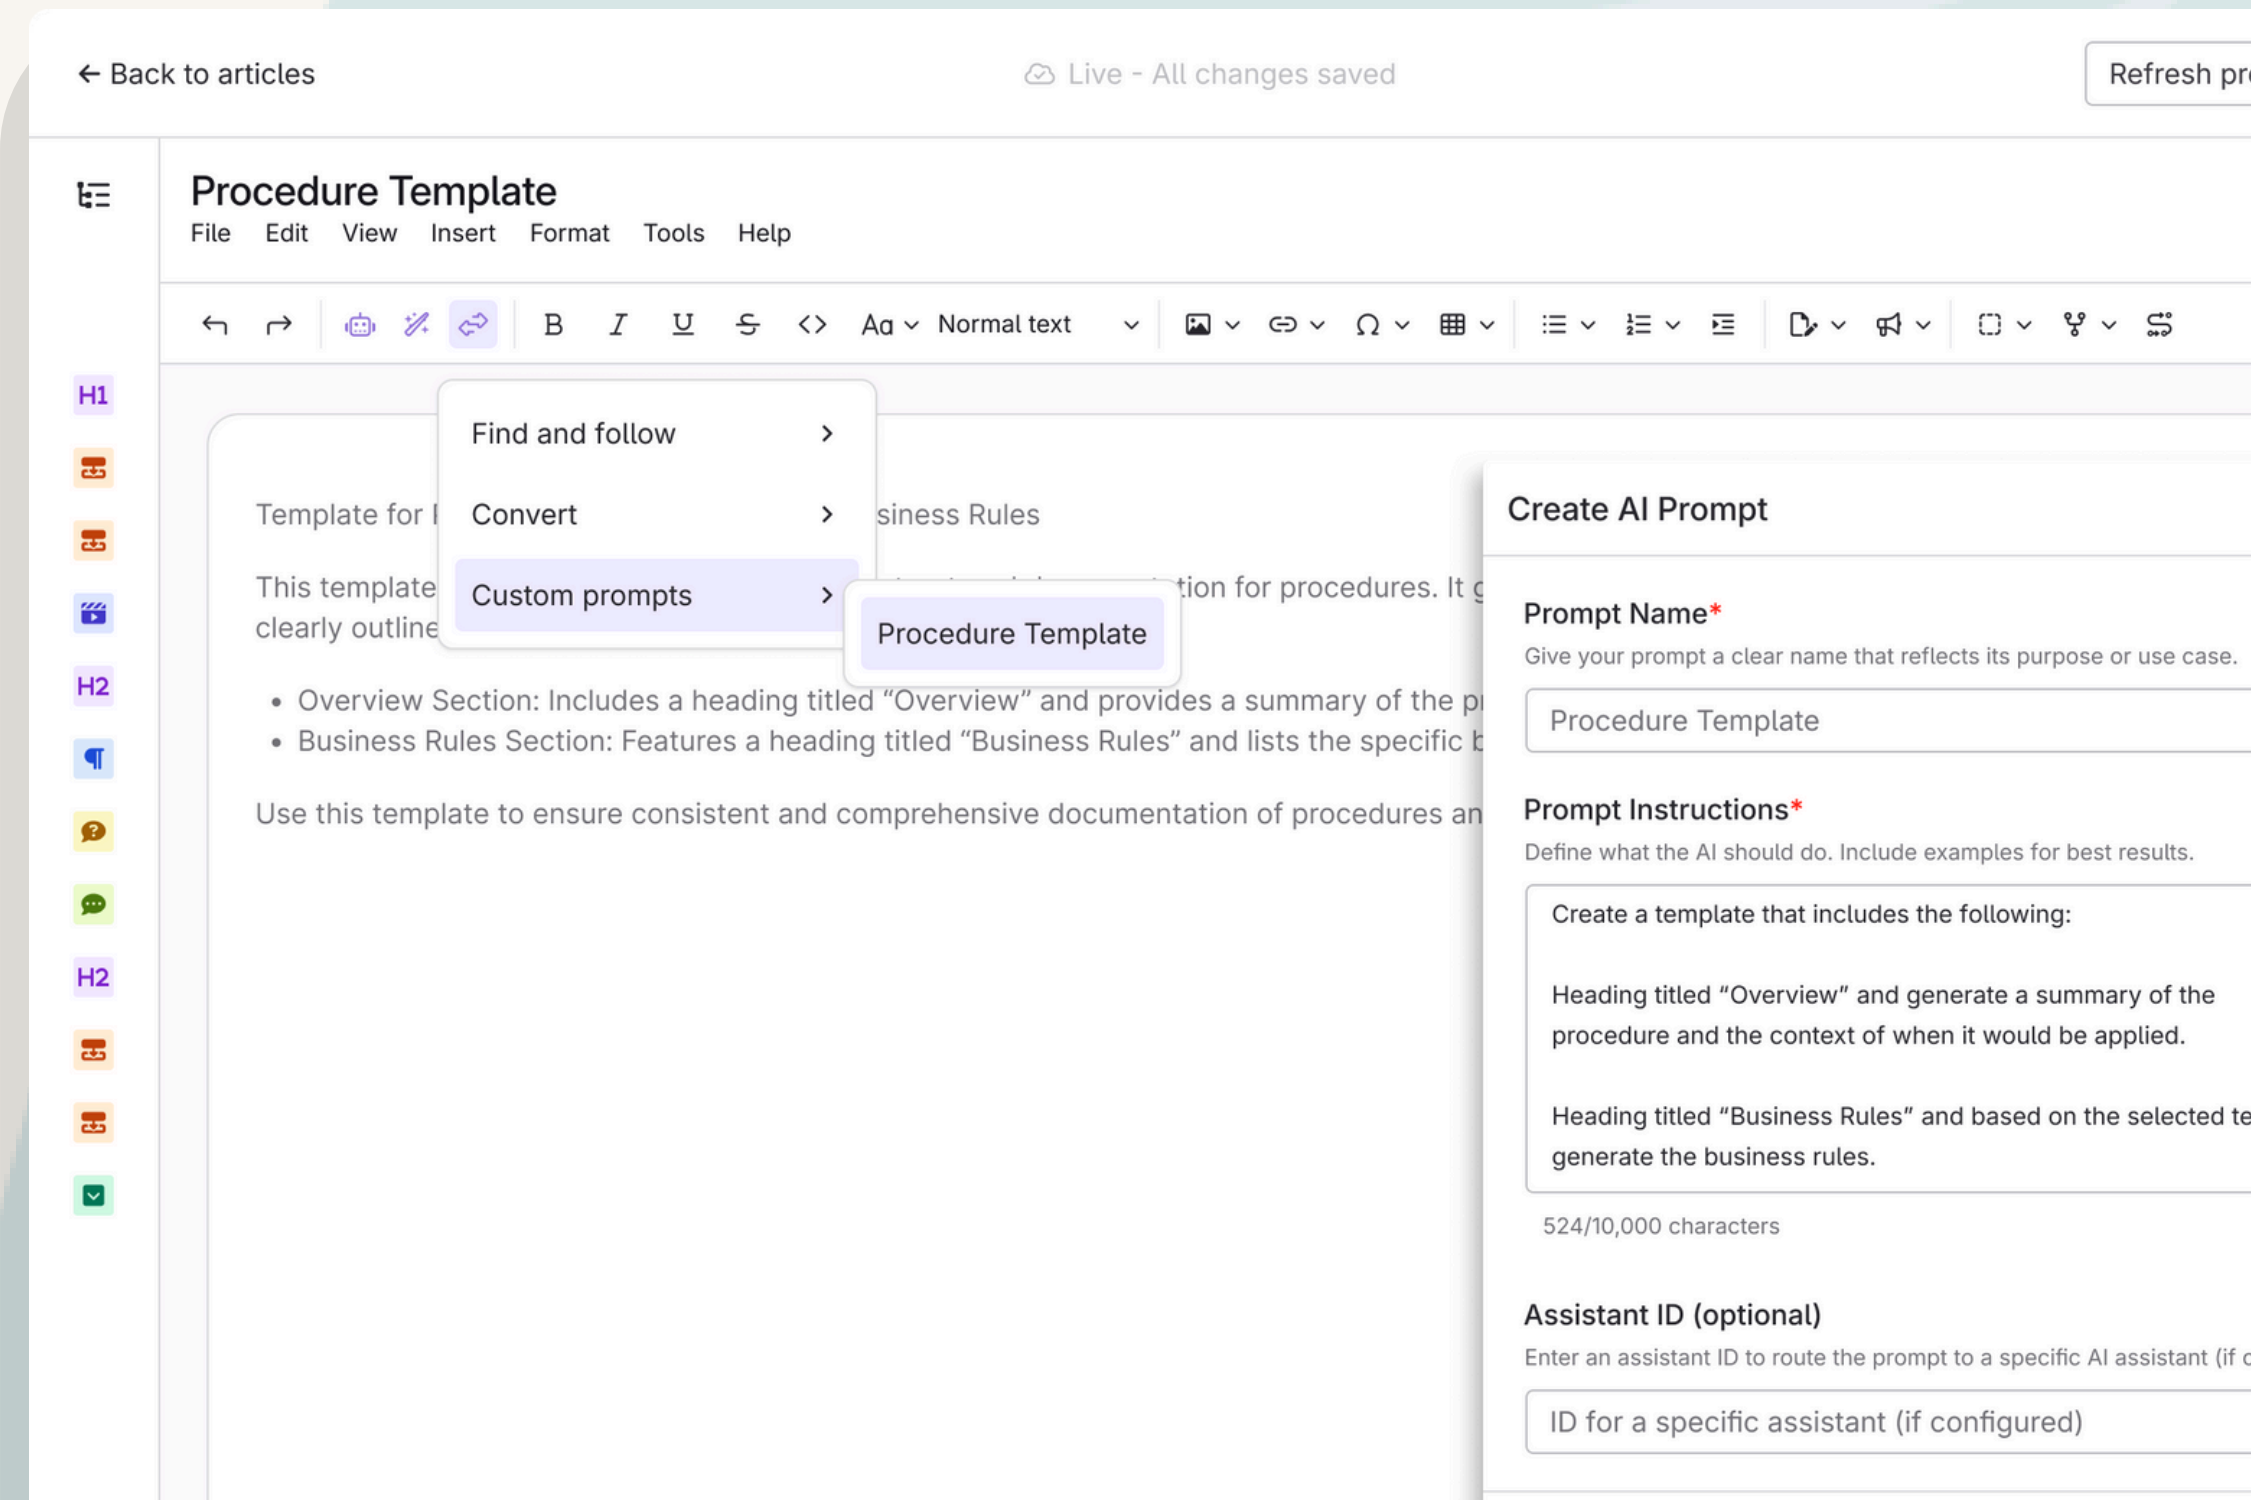 Back to articles
Live - All changes saved
Refresh
Procedure Template
File Edit View Insert Format Tools Help
B I U Aa Normal text
H1
H2
H2
Find and follow
Convert
Custom prompts
Procedure Template
Template for
siness Rules
This template
tion for procedures. It
clearly outline
• Overview Section: Includes a heading titled “Overview” and provides a summary of the
• Business Rules Section: Features a heading titled “Business Rules” and lists the specific
Use this template to ensure consistent and comprehensive documentation of procedures
Create AI Prompt
Prompt Name*
Give your prompt a clear name that reflects its purpose or use case.
Procedure Template
Prompt Instructions*
Define what the AI should do. Include examples for best results.
Create a template that includes the following:
Heading titled “Overview” and generate a summary of the
procedure and the context of when it would be applied.
Heading titled “Business Rules” and based on the selected
generate the business rules.
524/10,000 characters
Assistant ID (optional)
Enter an assistant ID to route the prompt to a specific AI assistant (if
ID for a specific assistant (if configured)